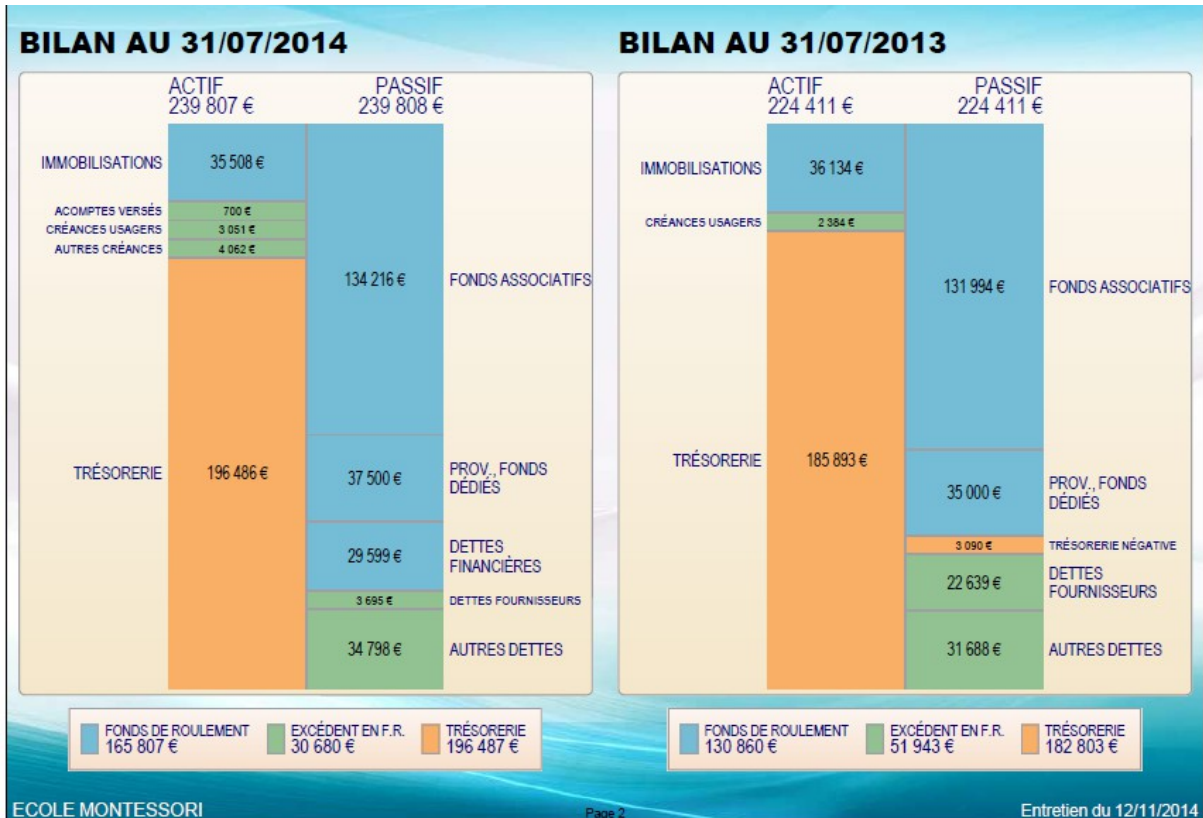 BILAN AU 31/07/2014
ACTIF
239 807 €
PASSIF
239 808 €
IMMOBILISATIONS
35 508 €
ACOMPTES VERSÉS
700 €
CRÉANCES USAGERS
3 051 €
AUTRES CRÉANCES
4 062 €
TRÉSORERIE
196 486 €
134 216 €
FONDS ASSOCIATIFS
37 500 €
PROV., FONDS
DÉDIÉS
29 599 €
DETTES
FINANCIÈRES
3 695 €
DETTES FOURNISSEURS
34 798 €
AUTRES DETTES
FONDS DE ROULEMENT
165 807 €
EXCÉDENT EN F.R.
30 680 €
TRÉSORERIE
196 487 €
BILAN AU 31/07/2013
ACTIF
224 411 €
PASSIF
224 411 €
IMMOBILISATIONS
36 134 €
CRÉANCES USAGERS
2 384 €
TRÉSORERIE
185 893 €
131 994 €
FONDS ASSOCIATIFS
35 000 €
PROV., FONDS
DÉDIÉS
3 090 €
TRÉSORERIE NÉGATIVE
22 639 €
DETTES
FOURNISSEURS
31 688 €
AUTRES DETTES
FONDS DE ROULEMENT
130 860 €
EXCÉDENT EN F.R.
51 943 €
TRÉSORERIE
182 803 €
ECOLE MONTESSORI
Page 2
Entretien du 12/11/2014